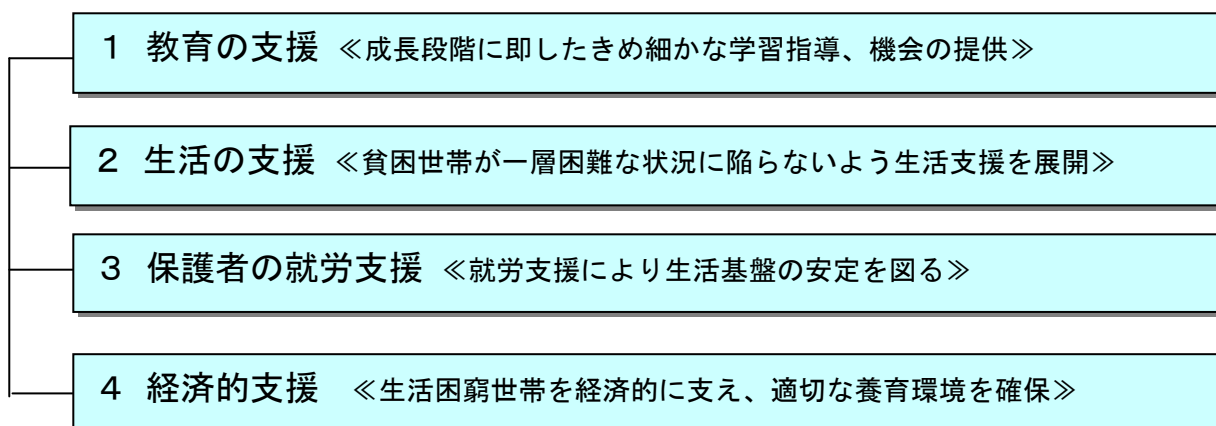 １ 教育の支援 ≪成長段階に即したきめ細かな学習指導、機会の提供≫
２ 生活の支援 ≪貧困世帯が一層困難な状況に陥らないよう生活支援を展開≫
３ 保護者の就労支援 ≪就労支援により生活基盤の安定を図る≫
４ 経済的支援 ≪生活困窮世帯を経済的に支え、適切な養育環境を確保≫